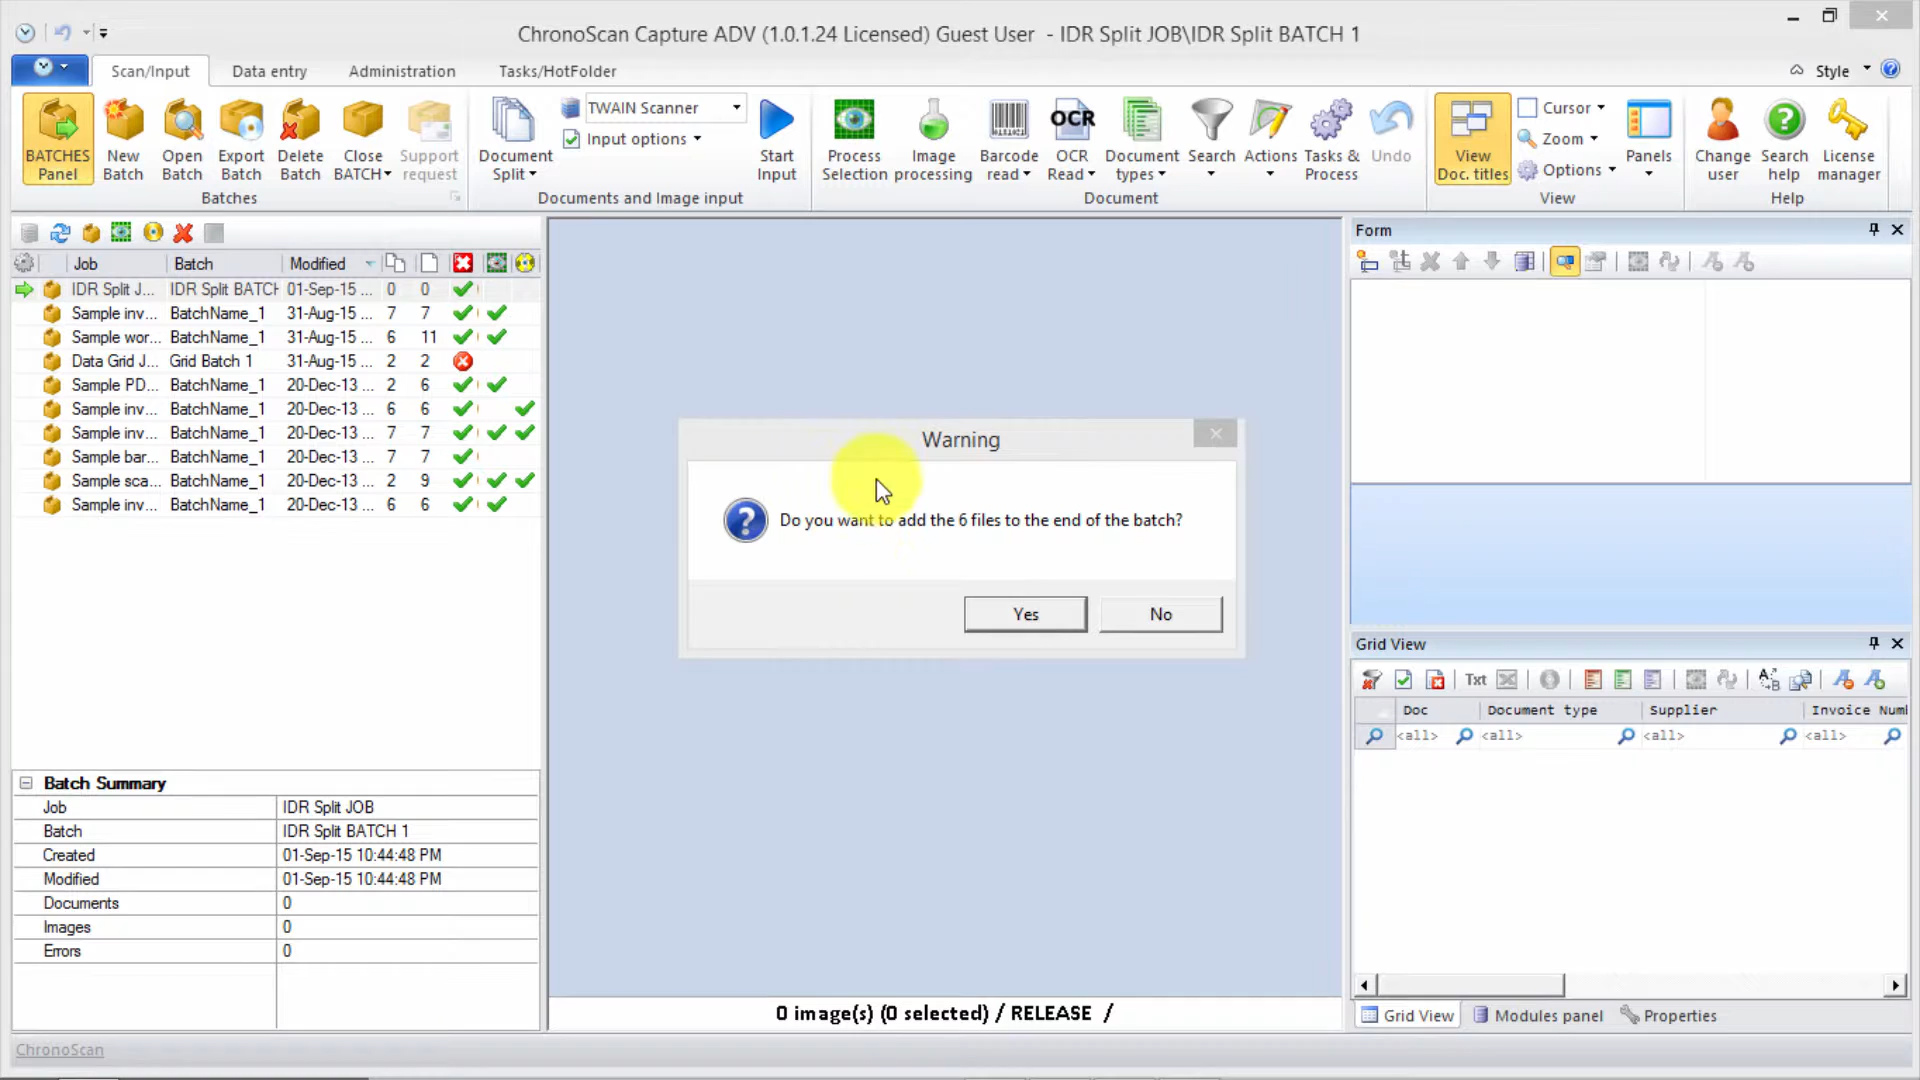 ChronoScan Capture ADV (1.0.1.24 Licensed) Guest User - IDR Split JOB\IDR Split BATCH 1
Scan/Input Data entry Administration Tasks/HotFolder Style
BATCHES Panel
New Batch
Open Batch
Export Batch
Delete Batch
Close BATCH
Support request
Batches
Document Split
TWAIN Scanner
Input options
Start Input
Documents and Image input
Process Selection
Image processing
Barcode read
OCR
OCR Read
Document types
Search
Actions
Tasks & Process
Undo
Document
View Doc. titles
Cursor
Zoom
Options
Panels
View
Change user
Search help
License manager
Help
Job Batch Modified
IDR Split J... IDR Split BATCH 01-Sep-15 ... 0 0
Sample inv... BatchName_1 31-Aug-15 ... 7 7
Sample wor... BatchName_1 31-Aug-15 ... 6 11
Data Grid J... Grid Batch 1 31-Aug-15 ... 2 2
Sample PD... BatchName_1 20-Dec-13 ... 2 6
Sample inv... BatchName_1 20-Dec-13 ... 6 6
Sample inv... BatchName_1 20-Dec-13 ... 7 7
Sample bar... BatchName_1 20-Dec-13 ... 7 7
Sample sca... BatchName_1 20-Dec-13 ... 2 9
Sample inv... BatchName_1 20-Dec-13 ... 6 6
Batch Summary
Job IDR Split JOB
Batch IDR Split BATCH 1
Created 01-Sep-15 10:44:48 PM
Modified 01-Sep-15 10:44:48 PM
Documents 0
Images 0
Errors 0
Warning
Do you want to add the 6 files to the end of the batch?
Yes No
0 image(s) (0 selected) / RELEASE /
Form
Grid View
Txt
Doc Document type Supplier Invoice Num
<all> <all> <all> <all>
Grid View Modules panel Properties
ChronoScan